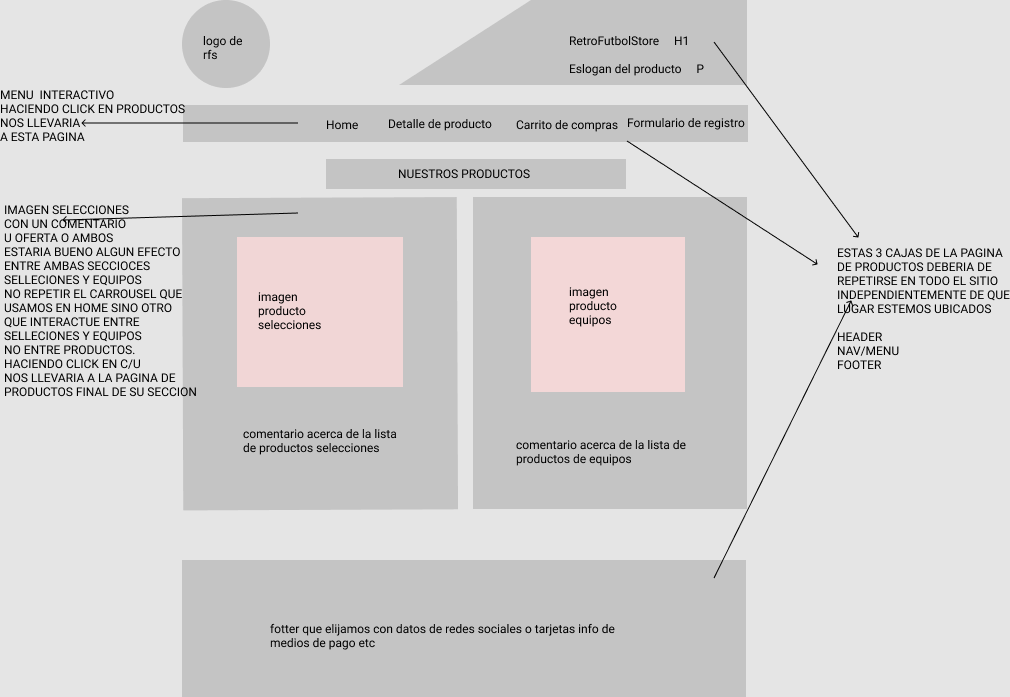 logo de
rfs
RetroFutbolStore H1
Eslogan del producto P
MENU INTERACTIVO
HACIENDO CLICK EN PRODUCTOS
NOS LLEVARIA
A ESTA PAGINA
Home Detalle de producto Carrito de compras Formulario de registro
NUESTROS PRODUCTOS
IMAGEN SELECCIONES
CON UN COMENTARIO
U OFERTA O AMBOS
ESTARIA BUENO ALGUN EFECTO
ENTRE AMBAS SECCIOCES
SELLECIONES Y EQUIPOS
NO REPETIR EL CARROUSEL QUE
USAMOS EN HOME SINO OTRO
QUE INTERACTUE ENTRE
SELLECIONES Y EQUIPOS
NO ENTRE PRODUCTOS.
HACIENDO CLICK EN C/U
NOS LLEVARIA A LA PAGINA DE
PRODUCTOS FINAL DE SU SECCION
imagen
producto
selecciones
comentario acerca de la lista
de productos selecciones
imagen
producto
equipos
comentario acerca de la lista de
productos de equipos
ESTAS 3 CAJAS DE LA PAGINA
DE PRODUCTOS DEBERIA DE
REPETIRSE EN TODO EL SITIO
INDEPENDIENTEMENTE DE QUE
LUGAR ESTEMOS UBICADOS
HEADER
NAV/MENU
FOOTER
fotter que elijamos con datos de redes sociales o tarjetas info de
medios de pago etc